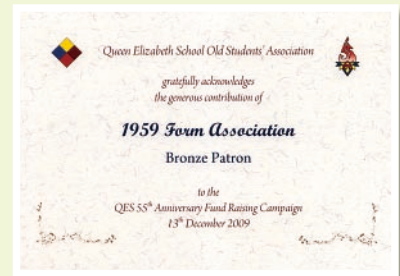 Queen Elizabeth School Old Students' Association
gratefully acknowledges
the generous contribution of
1959 Form Association
Bronze Patron
to the
QES 55th Anniversary Fund Raising Campaign
13th December 2009